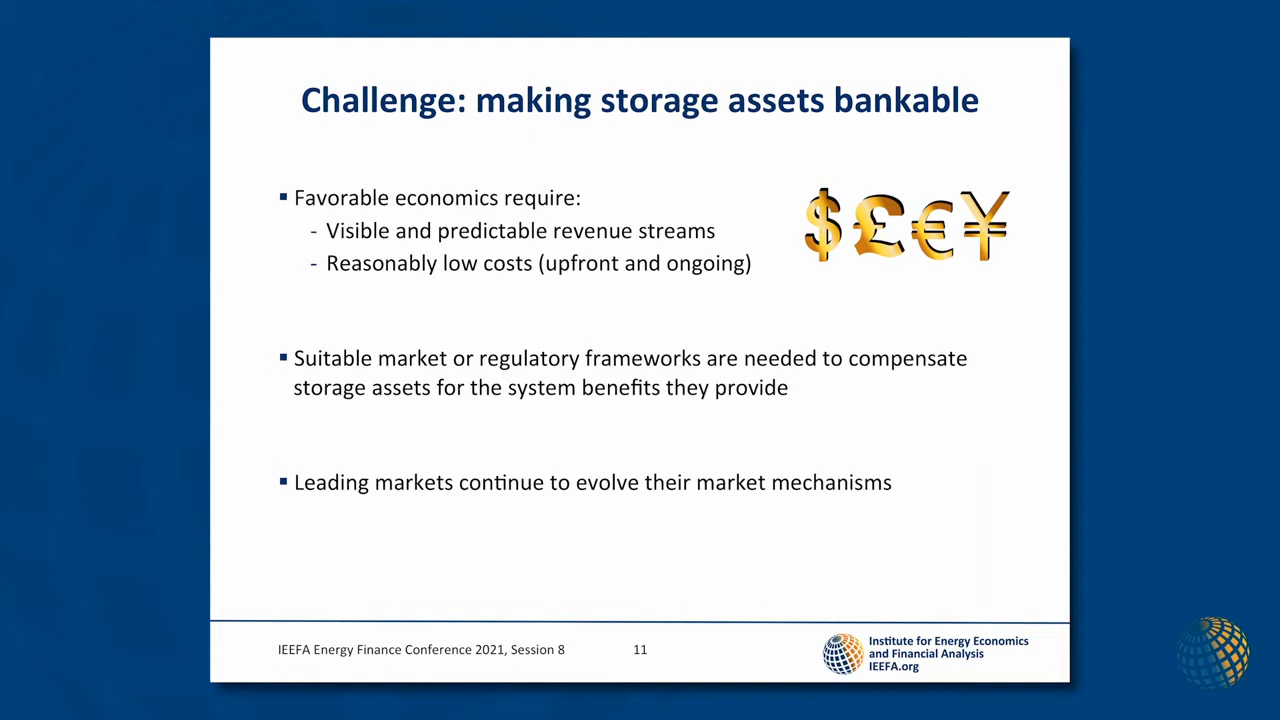 Challenge: making storage assets bankable
▪ Favorable economics require:
- Visible and predictable revenue streams
- Reasonably low costs (upfront and ongoing)
$£€¥
▪ Suitable market or regulatory frameworks are needed to compensate
storage assets for the system benefits they provide
▪ Leading markets continue to evolve their market mechanisms
IEEFA Energy Finance Conference 2021, Session 8
11
Institute for Energy Economics
and Financial Analysis
IEEFA.org